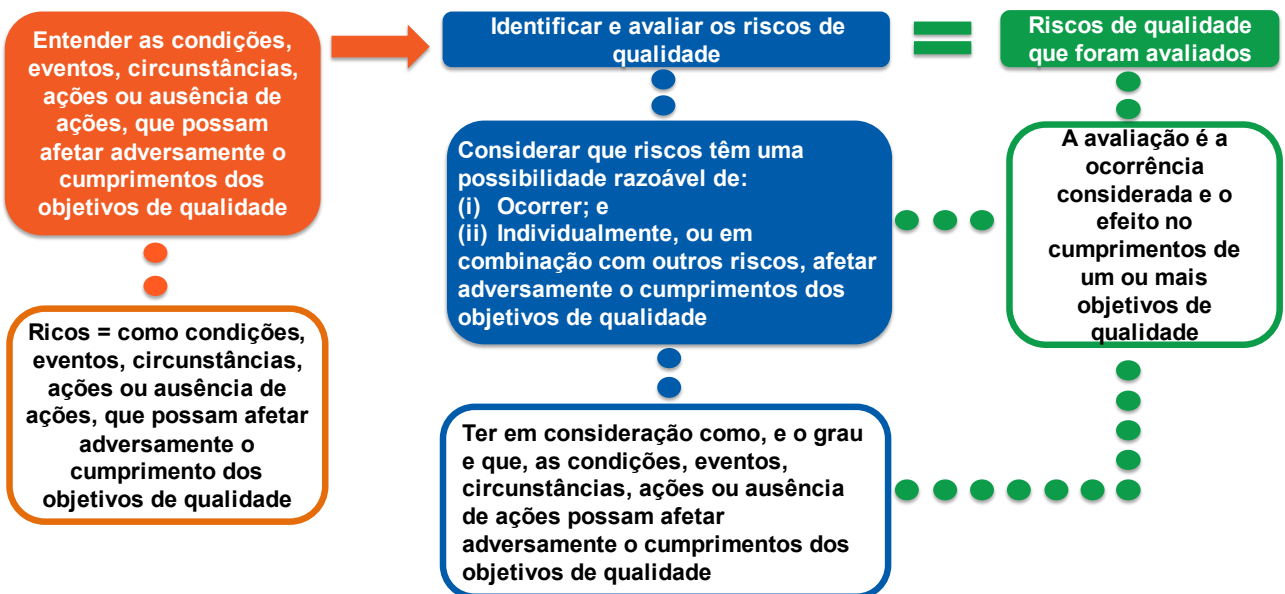 Entender as condições,
eventos, circunstâncias,
ações ou ausência de
ações, que possam
afetar adversamente o
cumprimentos dos
objetivos de qualidade
Ricos = como condições,
eventos, circunstâncias,
ações ou ausência de
ações, que possam afetar
adversamente o
cumprimento dos
objetivos de qualidade
Identificar e avaliar os riscos de
qualidade
Considerar que riscos têm uma
possibilidade razoável de:
(i) Ocorrer; e
(ii) Individualmente, ou em
combinação com outros riscos, afetar
adversamente o cumprimentos dos
objetivos de qualidade
Ter em consideração como, e o grau
e que, as condições, eventos,
circunstâncias, ações ou ausência
de ações possam afetar
adversamente o cumprimentos dos
objetivos de qualidade
Riscos de qualidade
que foram avaliados
A avaliação é a
ocorrência
considerada e o
efeito no
cumprimentos de
um ou mais
objetivos de
qualidade